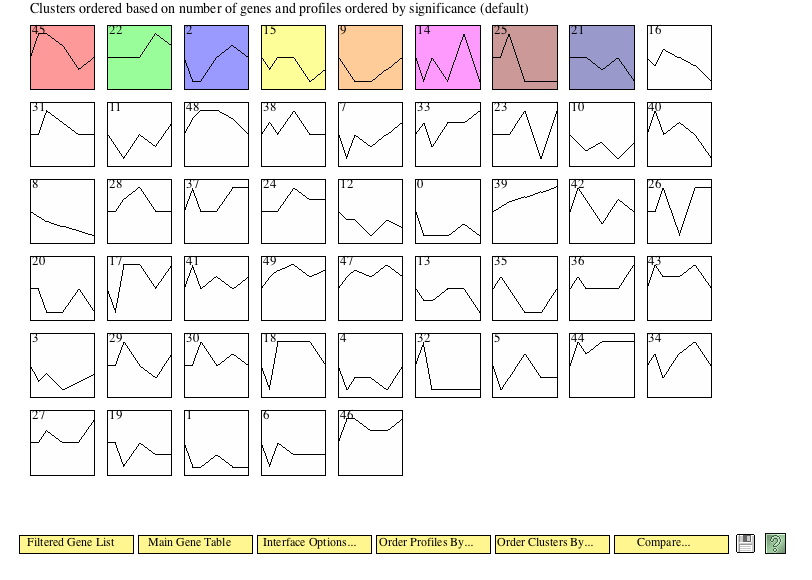 Clusters ordered based on number of genes and profiles ordered by significance (default)
45 22 2 15 9 14 25 21 16
31 11 48 38 7 33 23 10 40
8 28 37 24 12 0 39 42 26
20 17 41 49 47 13 35 36 43
3 29 30 18 4 32 5 44 34
27 19 1 6 46
Filtered Gene List Main Gene Table Interface Options... Order Profiles By... Order Clusters By... Compare... ?